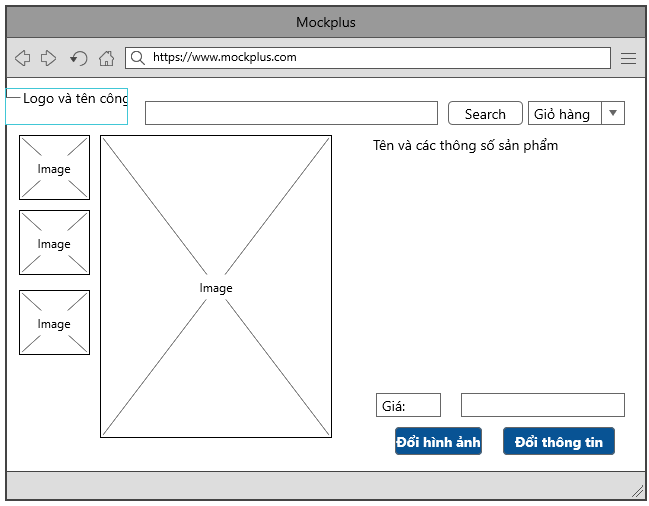 Mockplus
https://www.mockplus.com
Logo và tên công
Search
Giỏ hàng
Image
Image
Image
Image
Tên và các thông số sản phẩm
Giá:
Đổi hình ảnh
Đổi thông tin